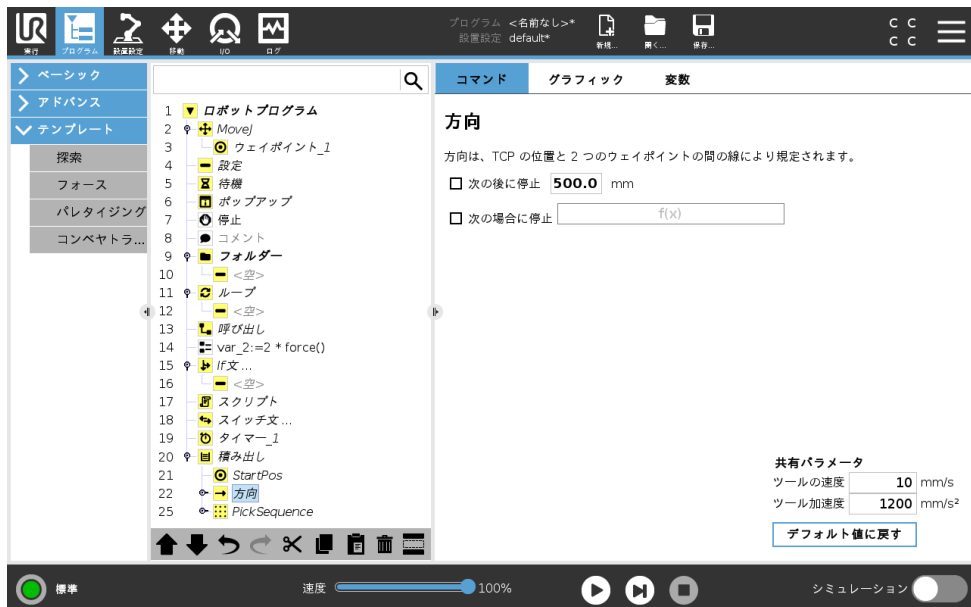 プログラム <名前なし>*
設置設定 default*
実行
プログラム
設置設定
移動
I/O
ログ
新規...
開く...
保存...
C C
C C
ベーシック
アドバンス
テンプレート
探索
フォース
パレタイジング
コンベヤトラ...
1 ロボットプログラム
2 MoveJ
3 ウェイポイント_1
4 設定
5 待機
6 ポップアップ
7 停止
8 コメント
9 フォルダー
10 <空>
11 ループ
12 <空>
13 呼び出し
14 var_2:=2 * force()
15 If文 ...
16 <空>
17 スクリプト
18 スイッチ文 ...
19 タイマー_1
20 積み出し
21 StartPos
22 方向
25 PickSequence
コマンド
グラフィック
変数
方向
方向は、TCP の位置と 2 つのウェイポイントの間の線により規定されます。
次の後に停止 500.0 mm
次の場合に停止 f(x)
共有パラメータ
ツールの速度 10 mm/s
ツール加速度 1200 mm/s²
デフォルト値に戻す
標準
速度 100%
シミュレーション